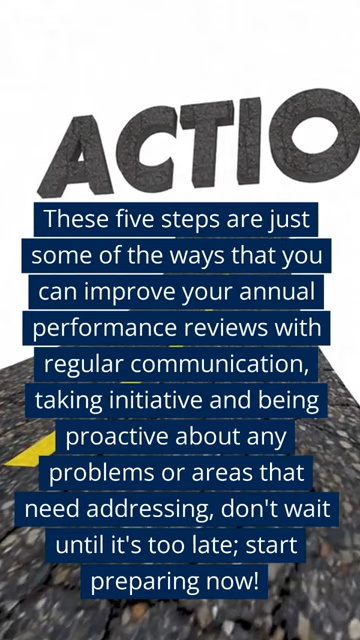 ACTIO
These five steps are just
some of the ways that you
can improve your annual
performance reviews with
regular communication,
taking initiative and being
proactive about any
problems or areas that
need addressing, don't wait
until it's too late; start
preparing now!